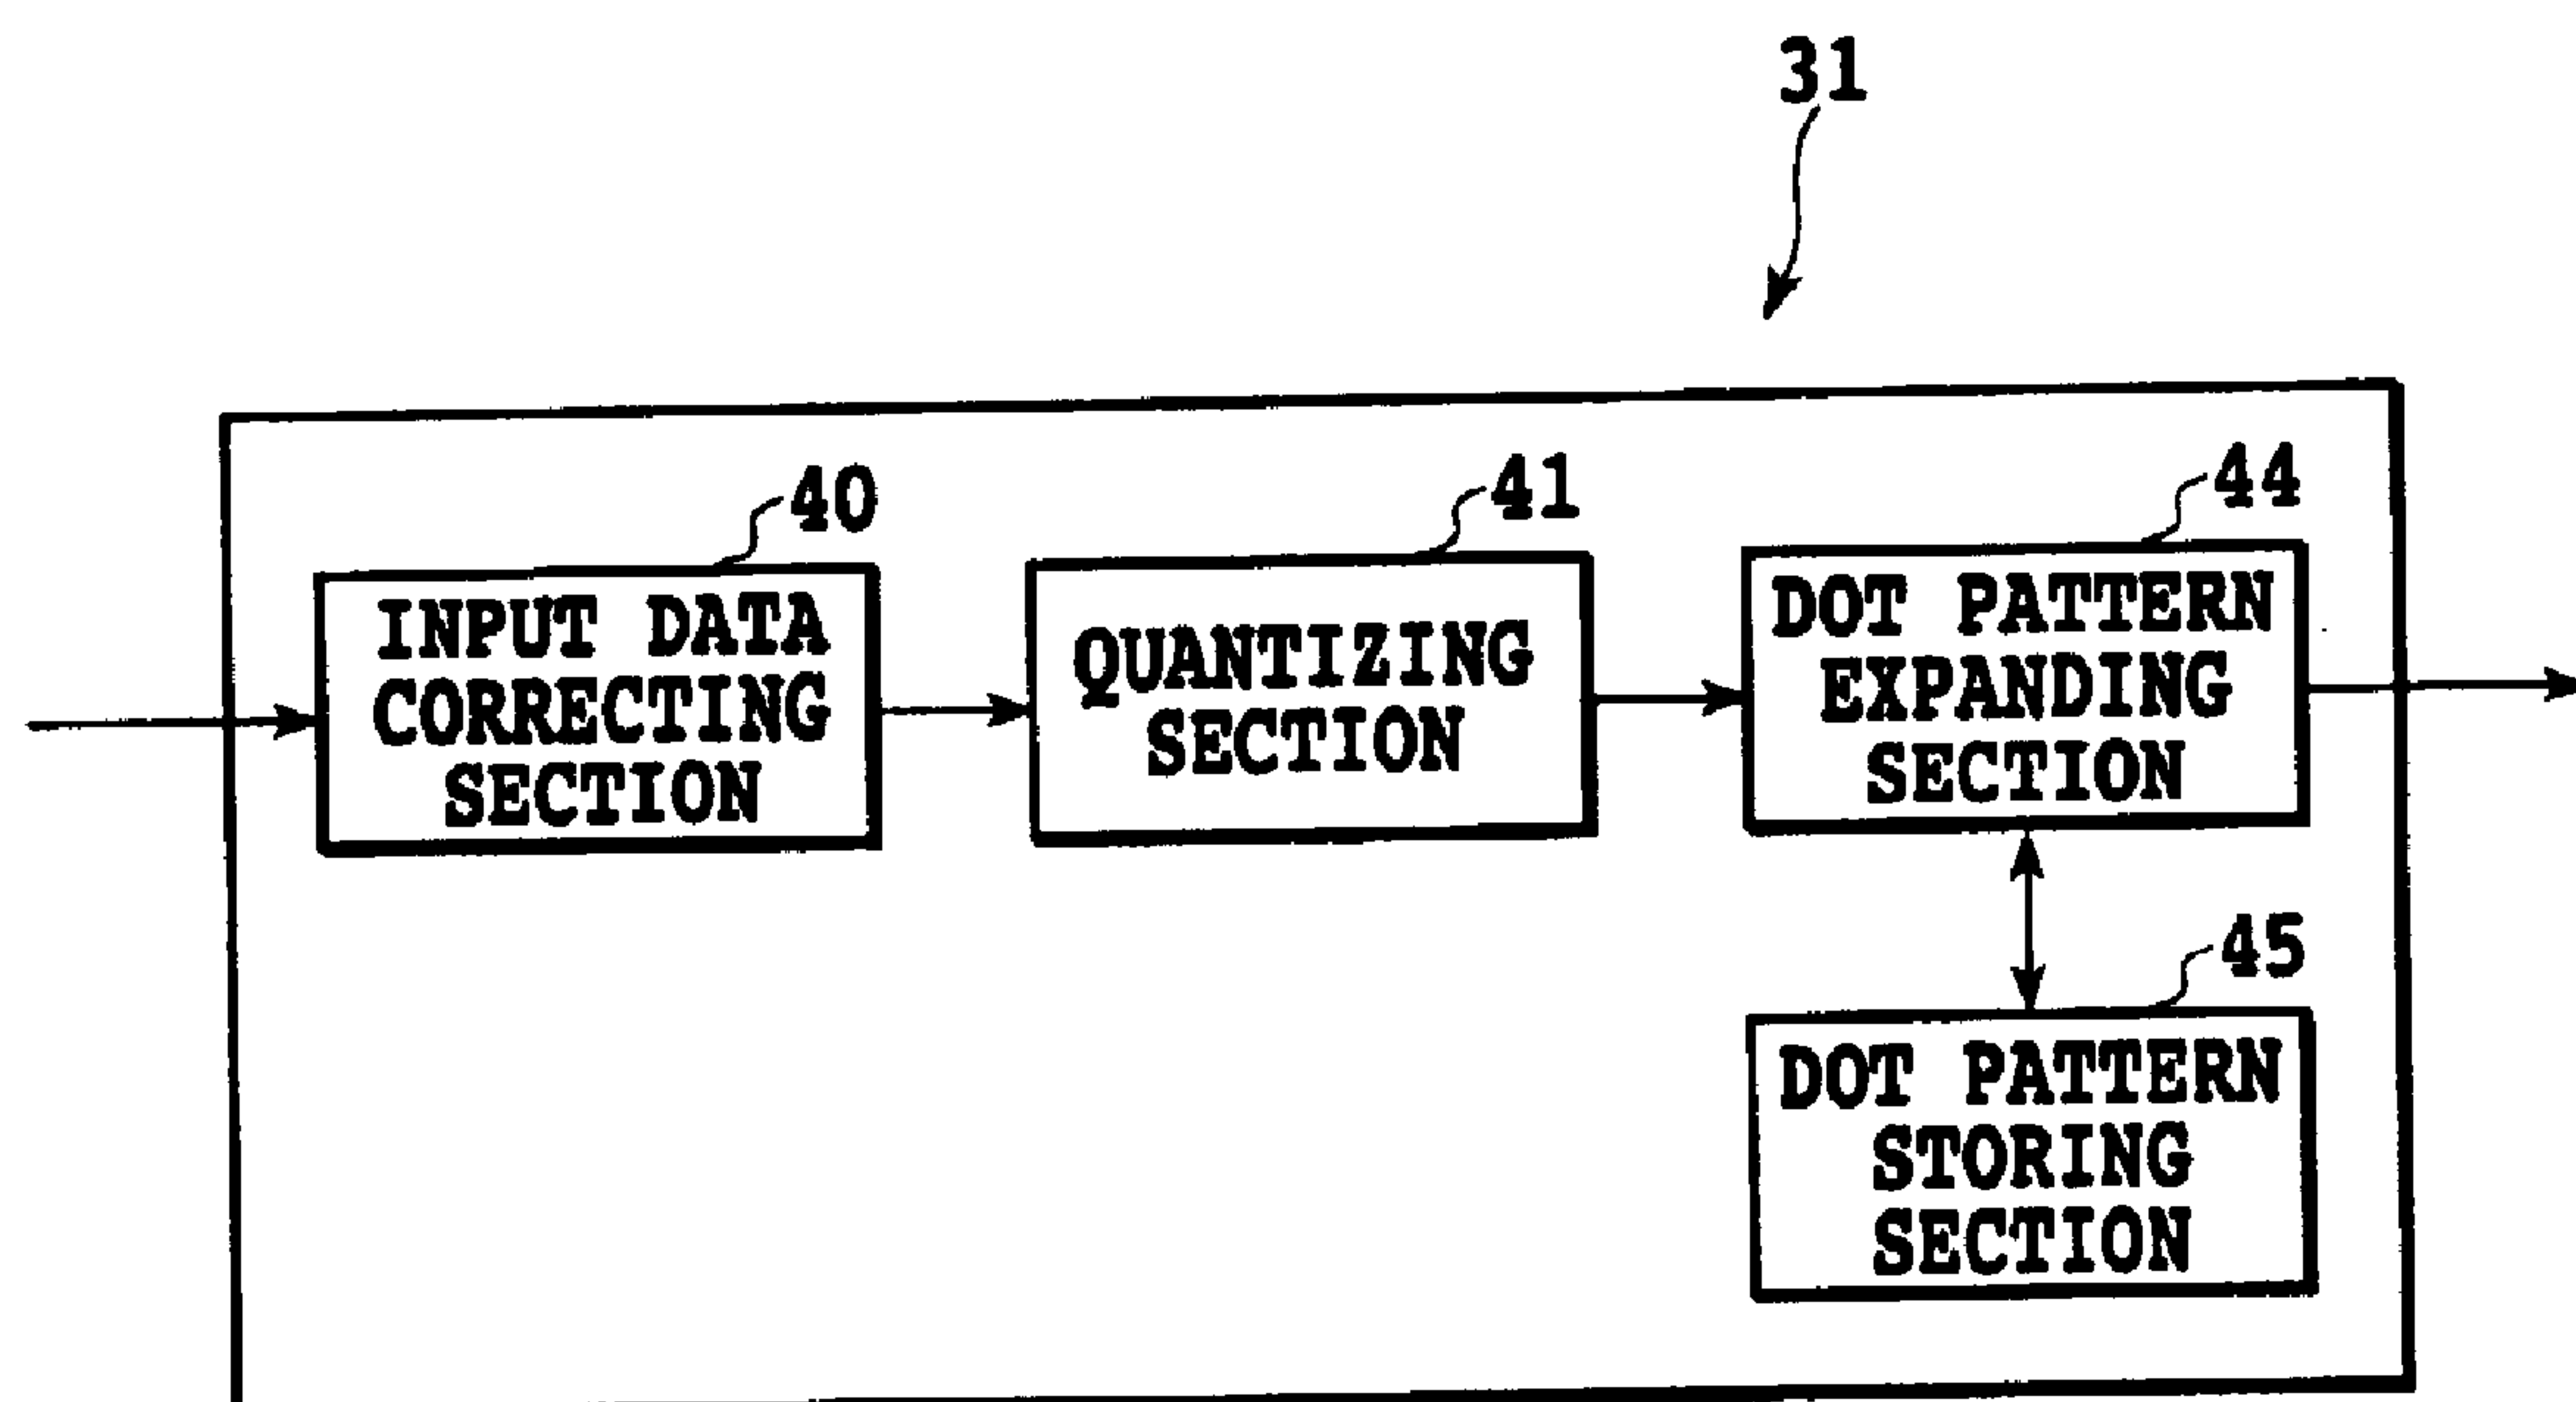 31
40
INPUT DATA
CORRECTING
SECTION
41
QUANTIZING
SECTION
44
DOT PATTERN
EXPANDING
SECTION
45
DOT PATTERN
STORING
SECTION